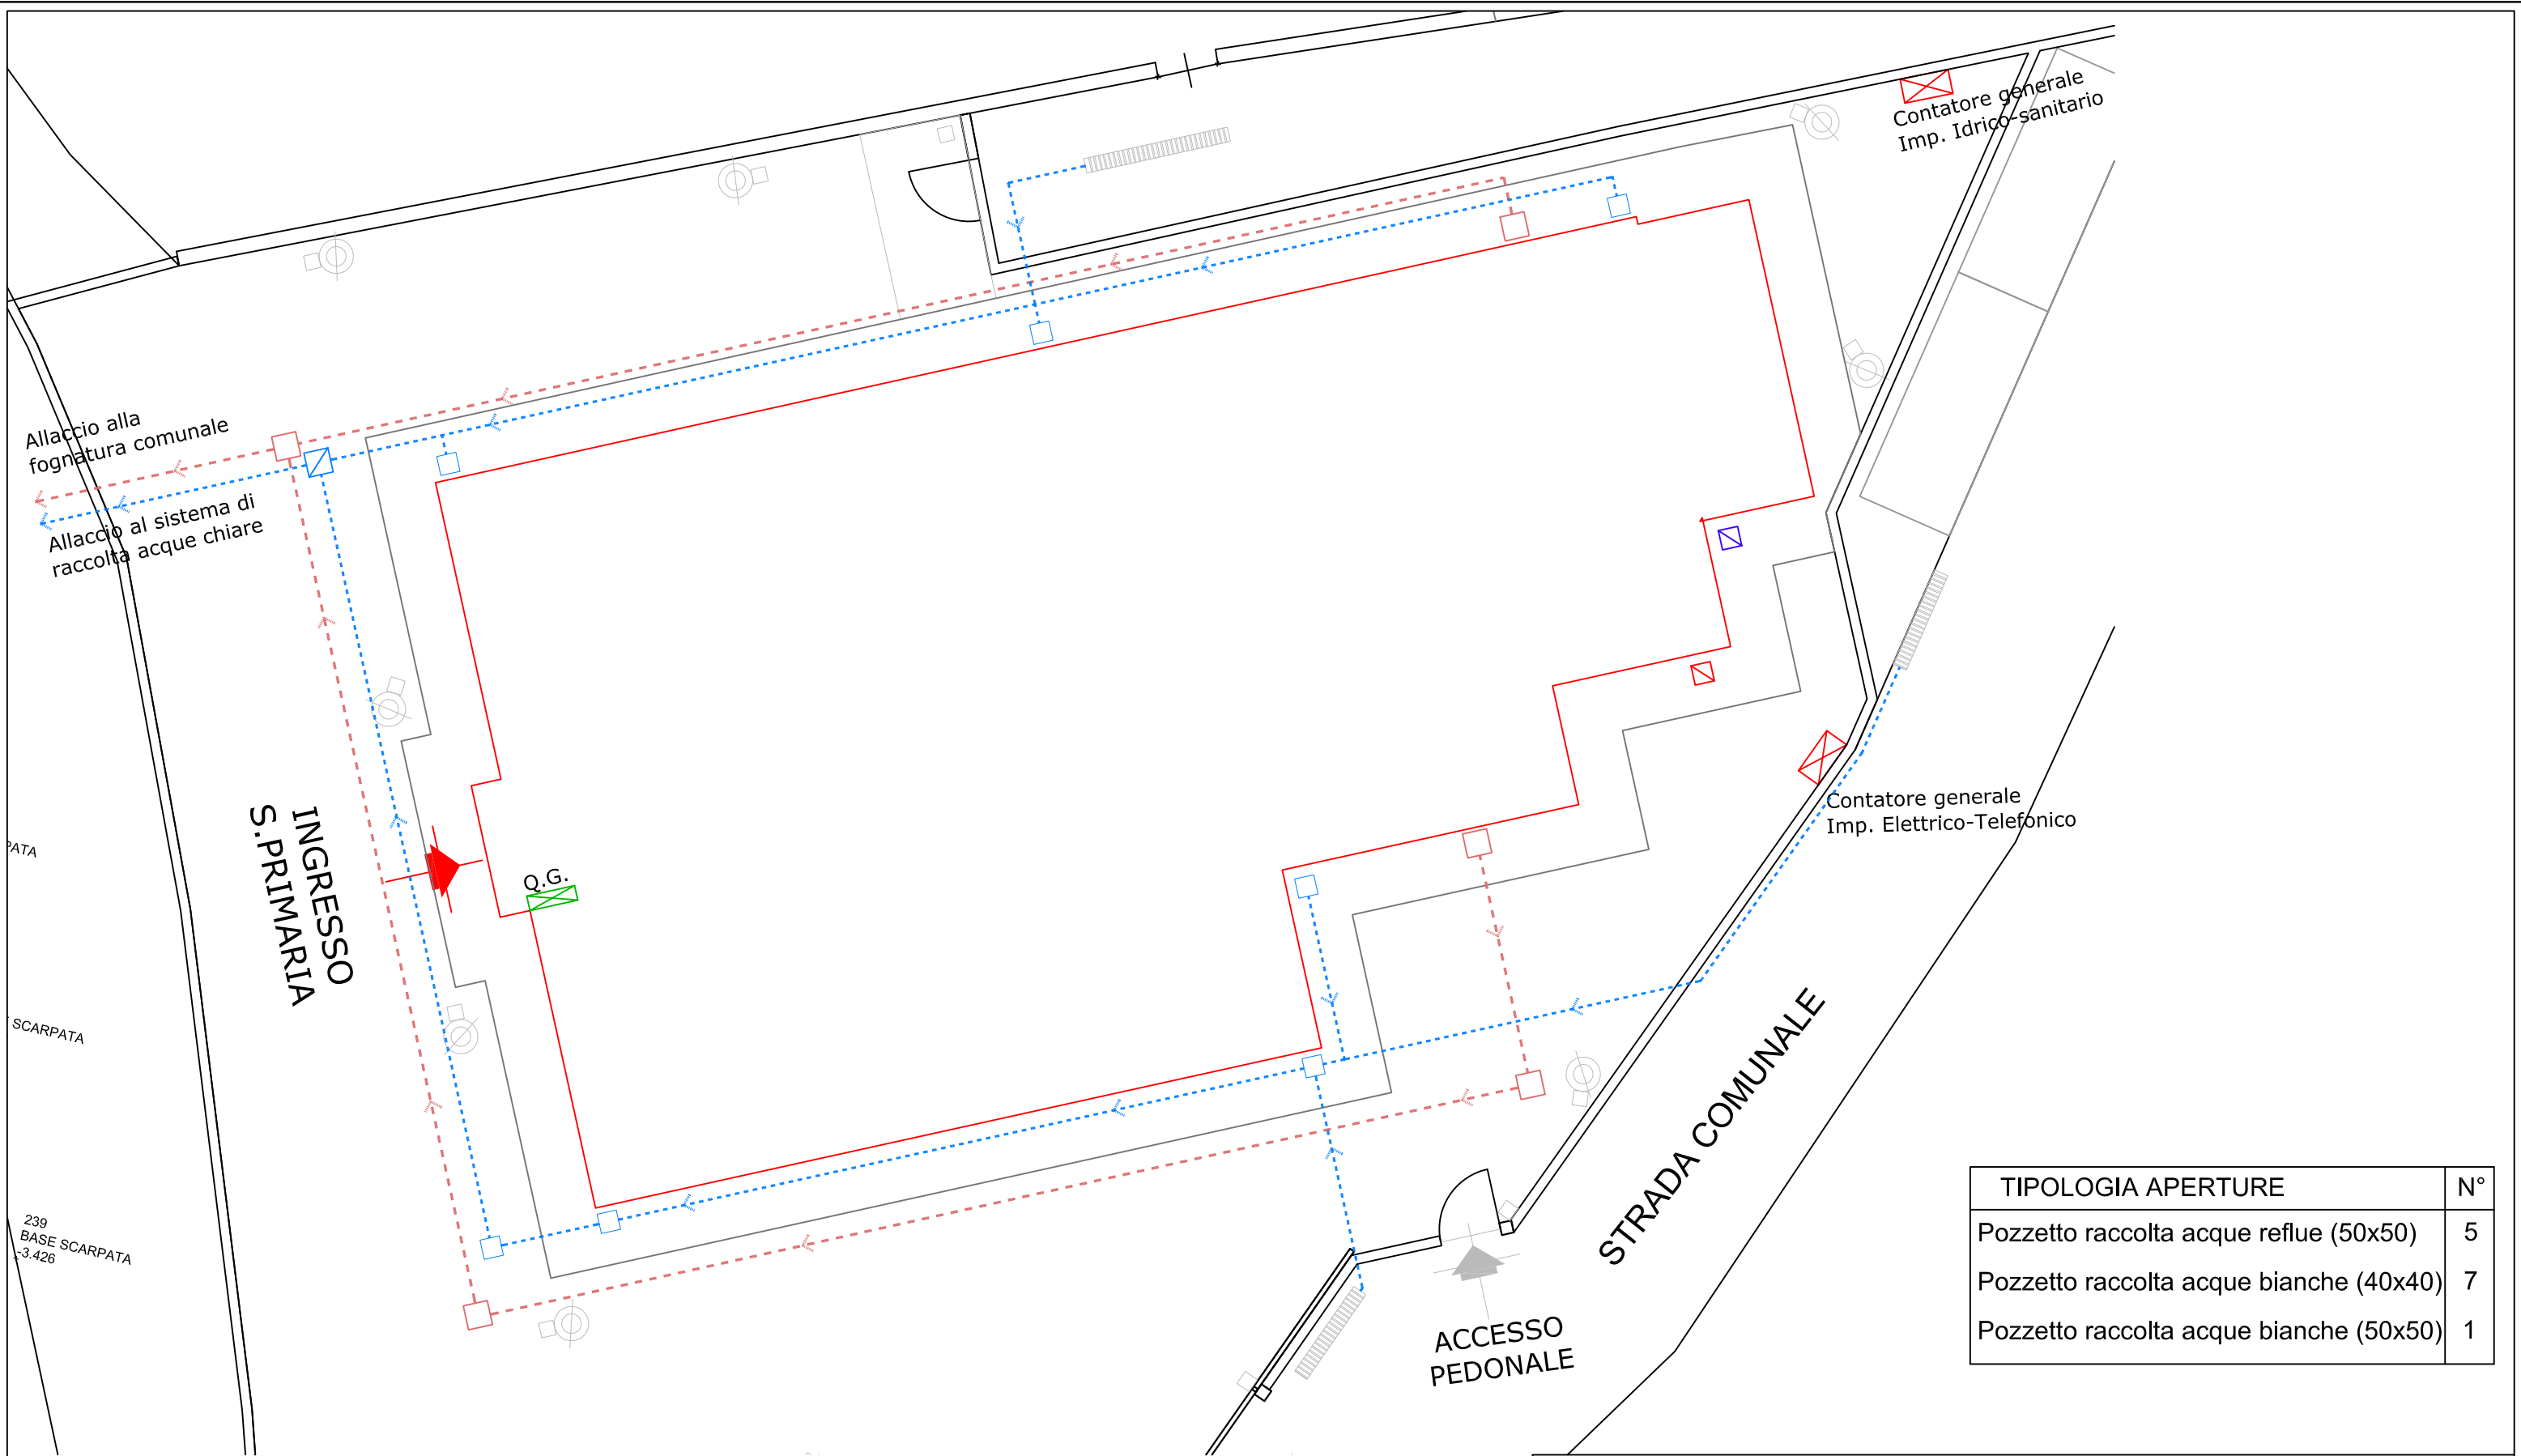 Contatore generale
Imp. Idrico-sanitario
Allaccio alla
fognatura comunale
Allaccio al sistema di
raccolta acque chiare
INGRESSO
S.PRIMARIA
Q.G.
Contatore generale
Imp. Elettrico-Telefonico
PATA
SCARPATA
239
BASE SCARPATA
-3.426
STRADA COMUNALE
ACCESSO
PEDONALE
TIPOLOGIA APERTURE N°
Pozzetto raccolta acque reflue (50x50) 5
Pozzetto raccolta acque bianche (40x40) 7
Pozzetto raccolta acque bianche (50x50) 1